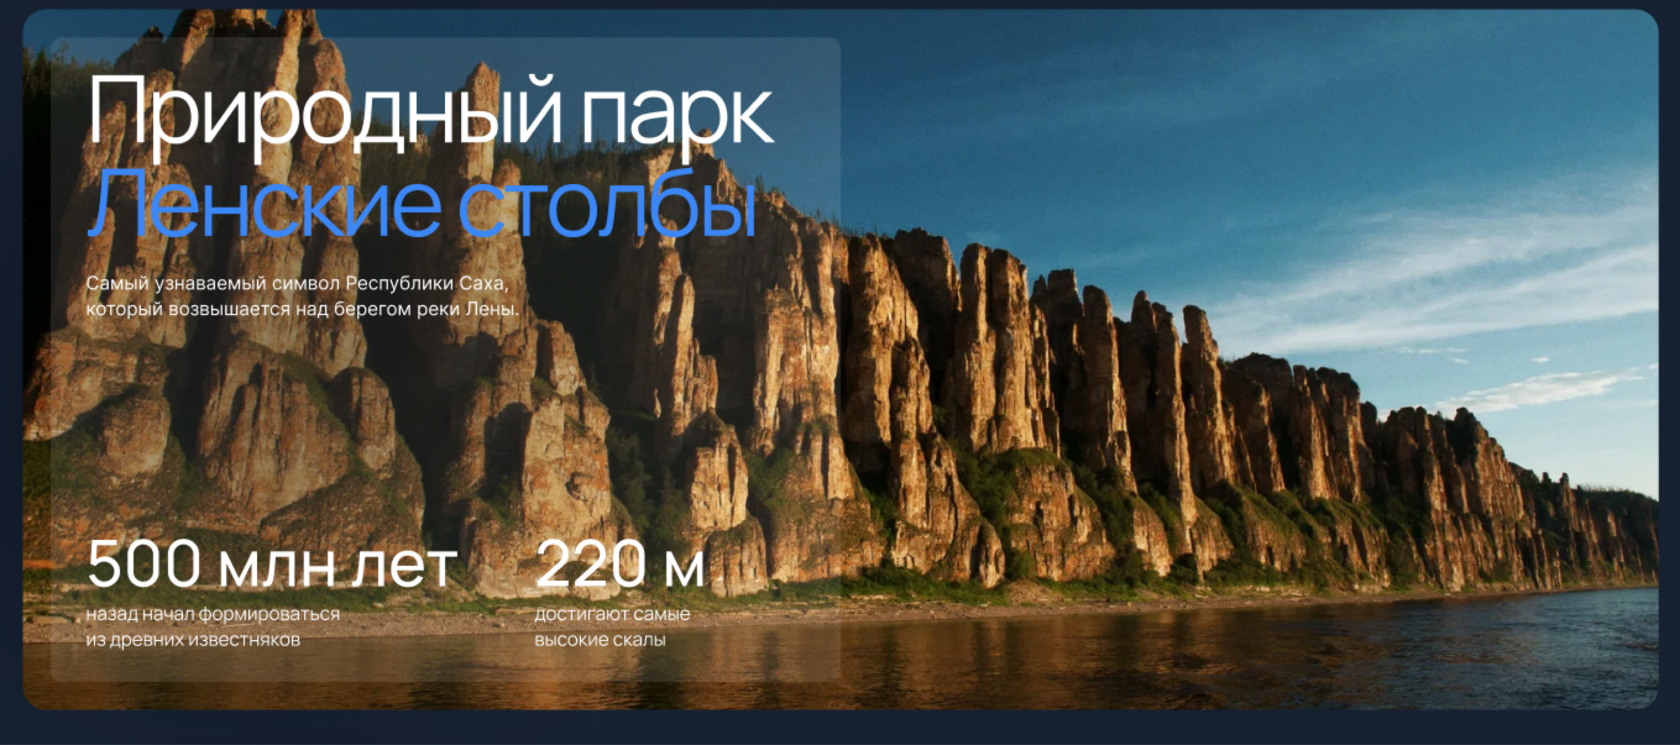 Природный парк
Ленские столбы
Самый узнаваемый символ Республики Саха,
который возвышается над берегом реки Лены.
500 млн лет
назад начал формироваться
из древних известняков
220 м
достигают самые
высокие скалы